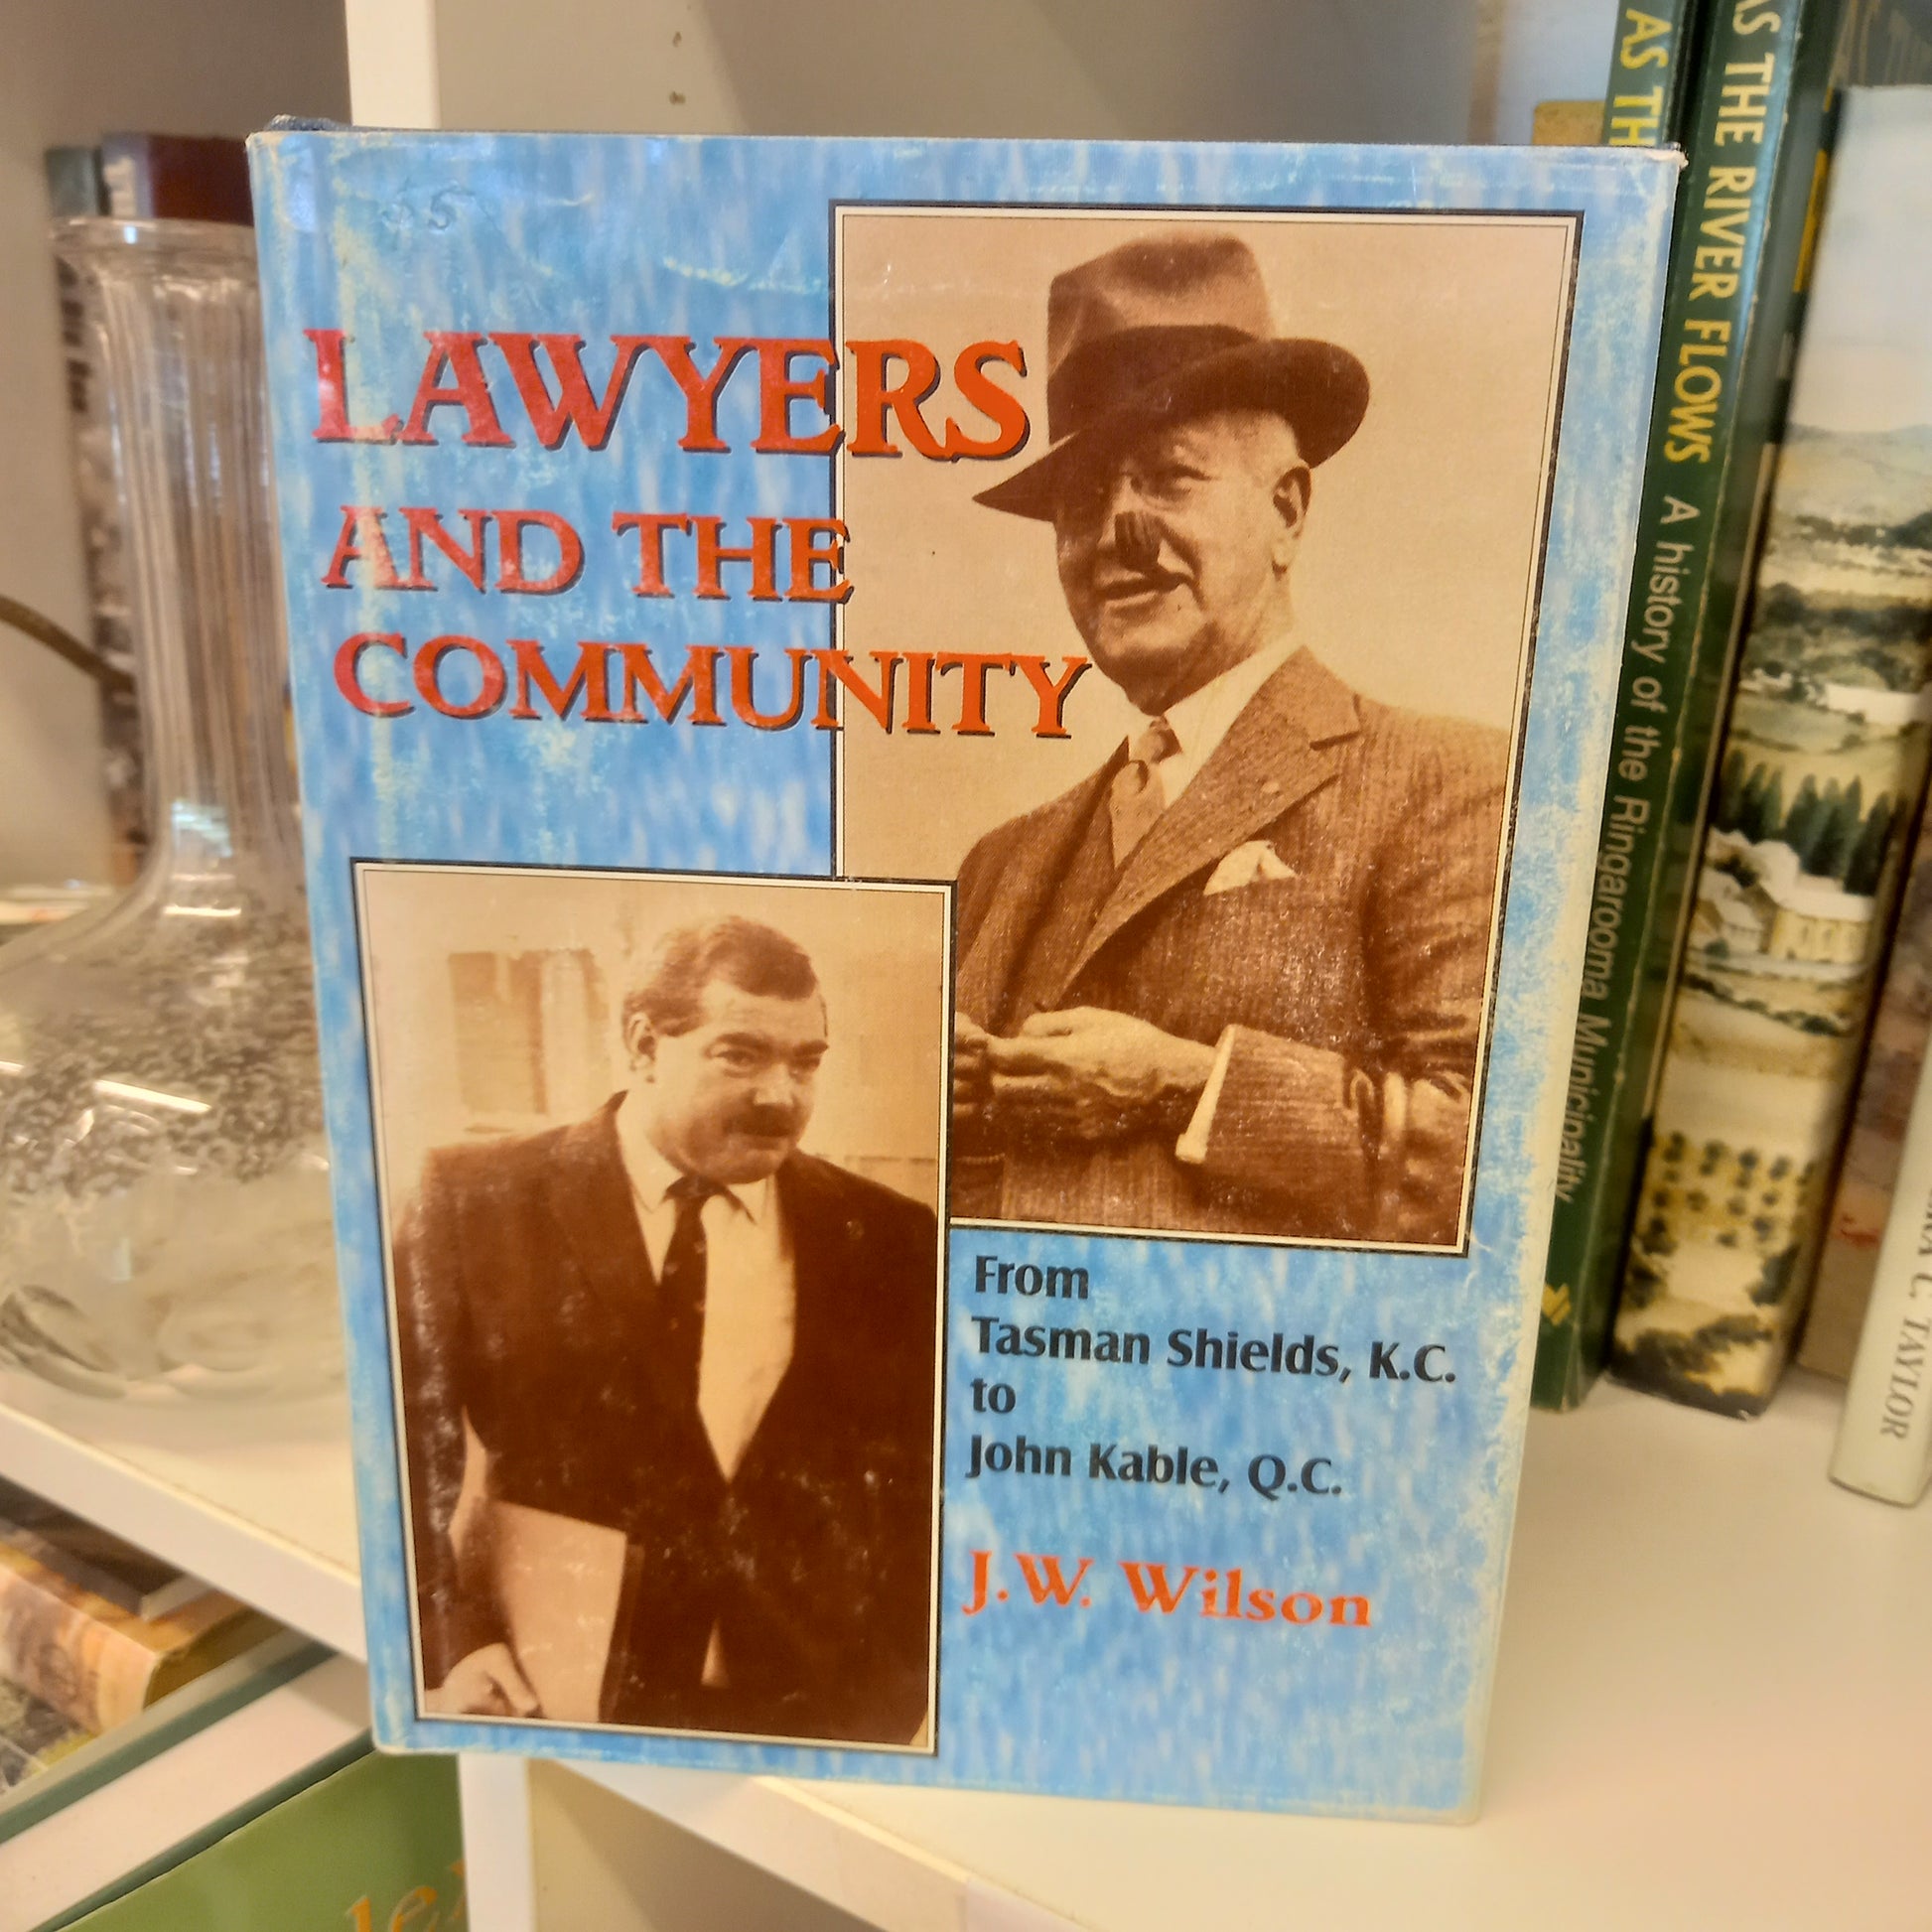 LAWYERS
AND THE
COMMUNITY
From
Tasman Shields, K.C.
to
John Kable, Q.C.
J.W. Wilson
AS TH
AS THE RIVER FLOWS A history of the Ringarooma Municipality
TAYLOR